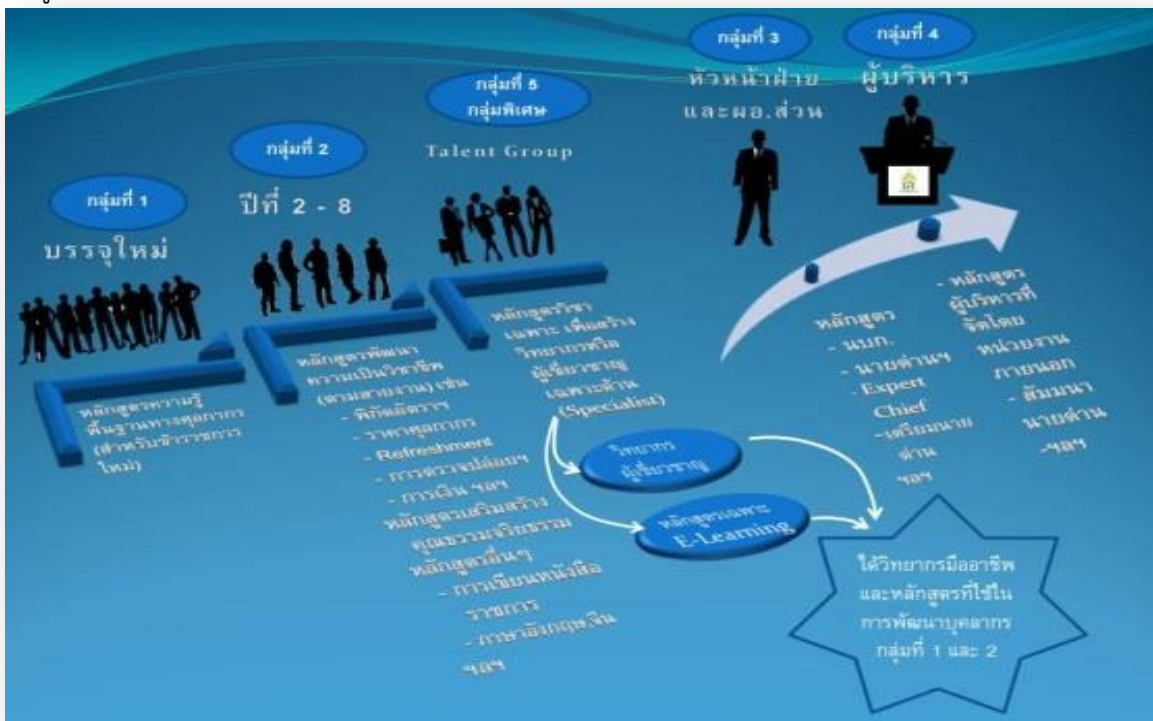 กลุ่มที่ 1
บรรจุใหม่
หลักสูตรความรู้
พื้นฐานทางศุลกากร
(สำหรับข้าราชการ
ใหม่)
กลุ่มที่ 2
ปีที่ 2 - 8
หลักสูตรพัฒนา
ความเป็นวิชาชีพ
(ตามสายงาน) เช่น
- พิกัดอัตราฯ
- ราคาศุลกากร
- Refreshment
- การตรวจปล่อยฯ
- การเงิน ฯลฯ
หลักสูตรเสริมสร้าง
คุณธรรมจริยธรรม
หลักสูตรอื่นๆ
- การเขียนหนังสือ
ราชการ
- ภาษาอังกฤษ,จีน
ฯลฯ
กลุ่มที่ 5
กลุ่มพิเศษ
Talent Group
หลักสูตรวิชา
เฉพาะ เพื่อสร้าง
วิทยากรหรือ
ผู้เชี่ยวชาญ
เฉพาะด้าน
(Specialist)
วิทยากร
ผู้เชี่ยวชาญ
หลักสูตรเฉพาะ
E-Learning
กลุ่มที่ 3
หัวหน้าฝ่าย
และผอ.ส่วน
หลักสูตร
- นบก.
- นายด่านฯ
- Expert
Chief
-เตรียมนาย
ด่าน
ฯลฯ
กลุ่มที่ 4
ผู้บริหาร
- หลักสูตร
ผู้บริหารที่
จัดโดย
หน่วยงาน
ภายนอก
- สัมมนา
นายด่าน
-ฯลฯ
ได้วิทยากรมืออาชีพ
และหลักสูตรที่ใช้ใน
การพัฒนาบุคลากร
กลุ่มที่ 1 และ 2